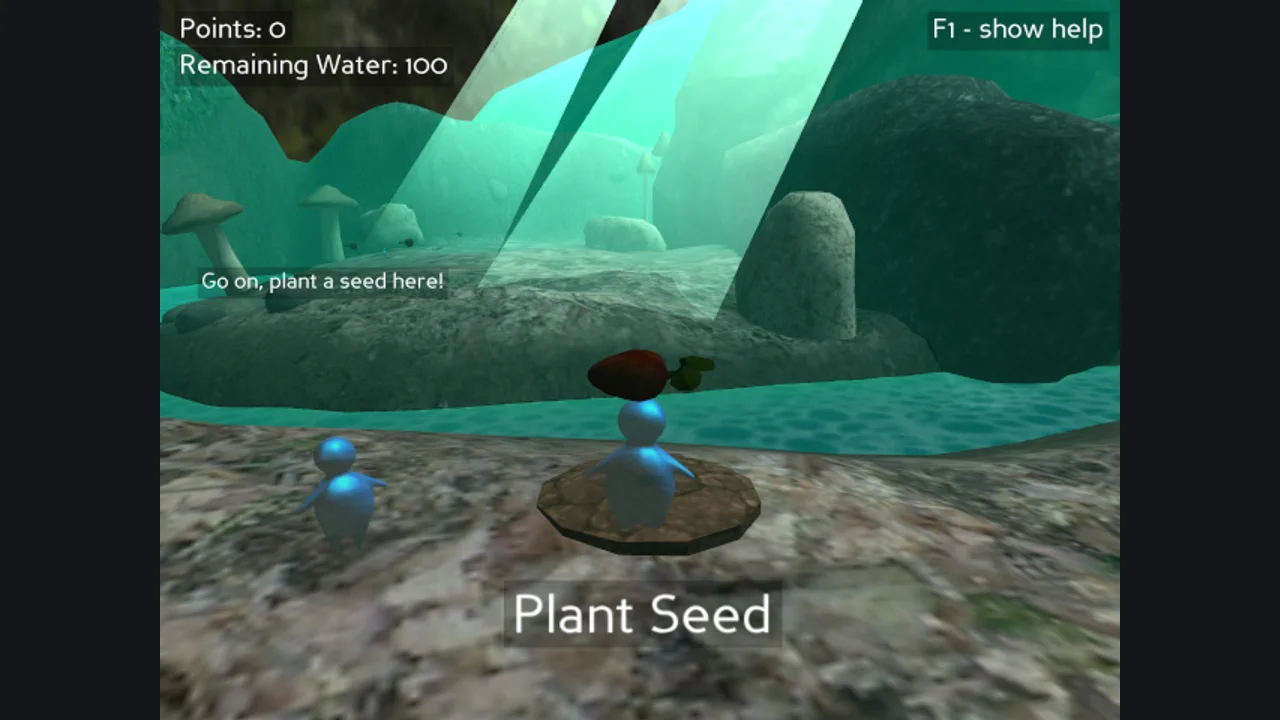 Points: 0
Remaining Water: 100
F1 - show help
Go on, plant a seed here!
Plant Seed